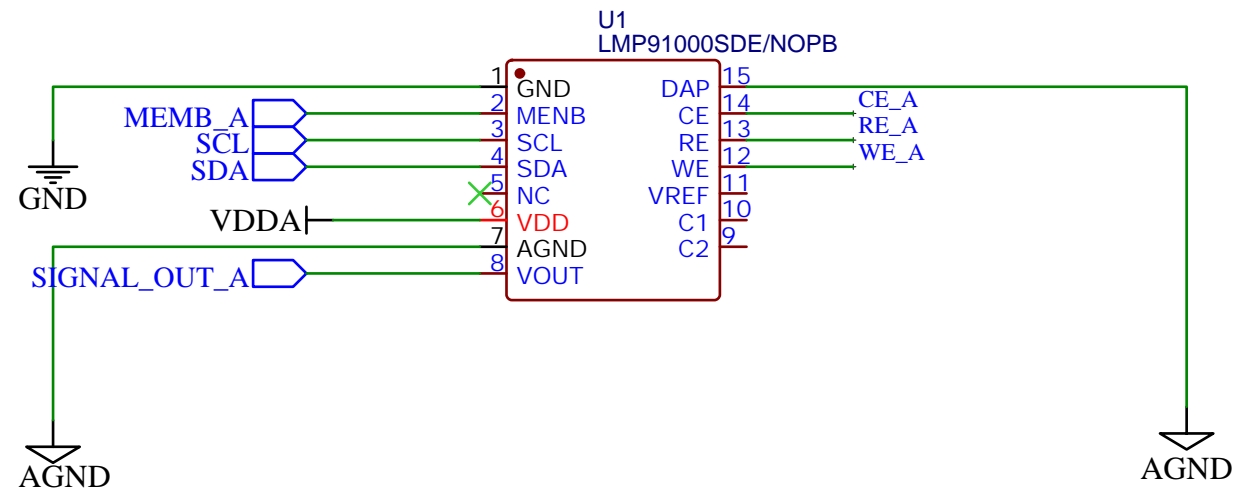 U1
LMP91000SDE/NOPB
1 GND DAP 15
MEMB_A 2 MENB CE 14 CE_A
SCL 3 SCL RE 13 RE_A
SDA 4 SDA WE 12 WE_A
GND 5 NC VREF 11
VDDA 6 VDD C1 10
7 AGND C2 9
SIGNAL_OUT_A 8 VOUT
AGND AGND